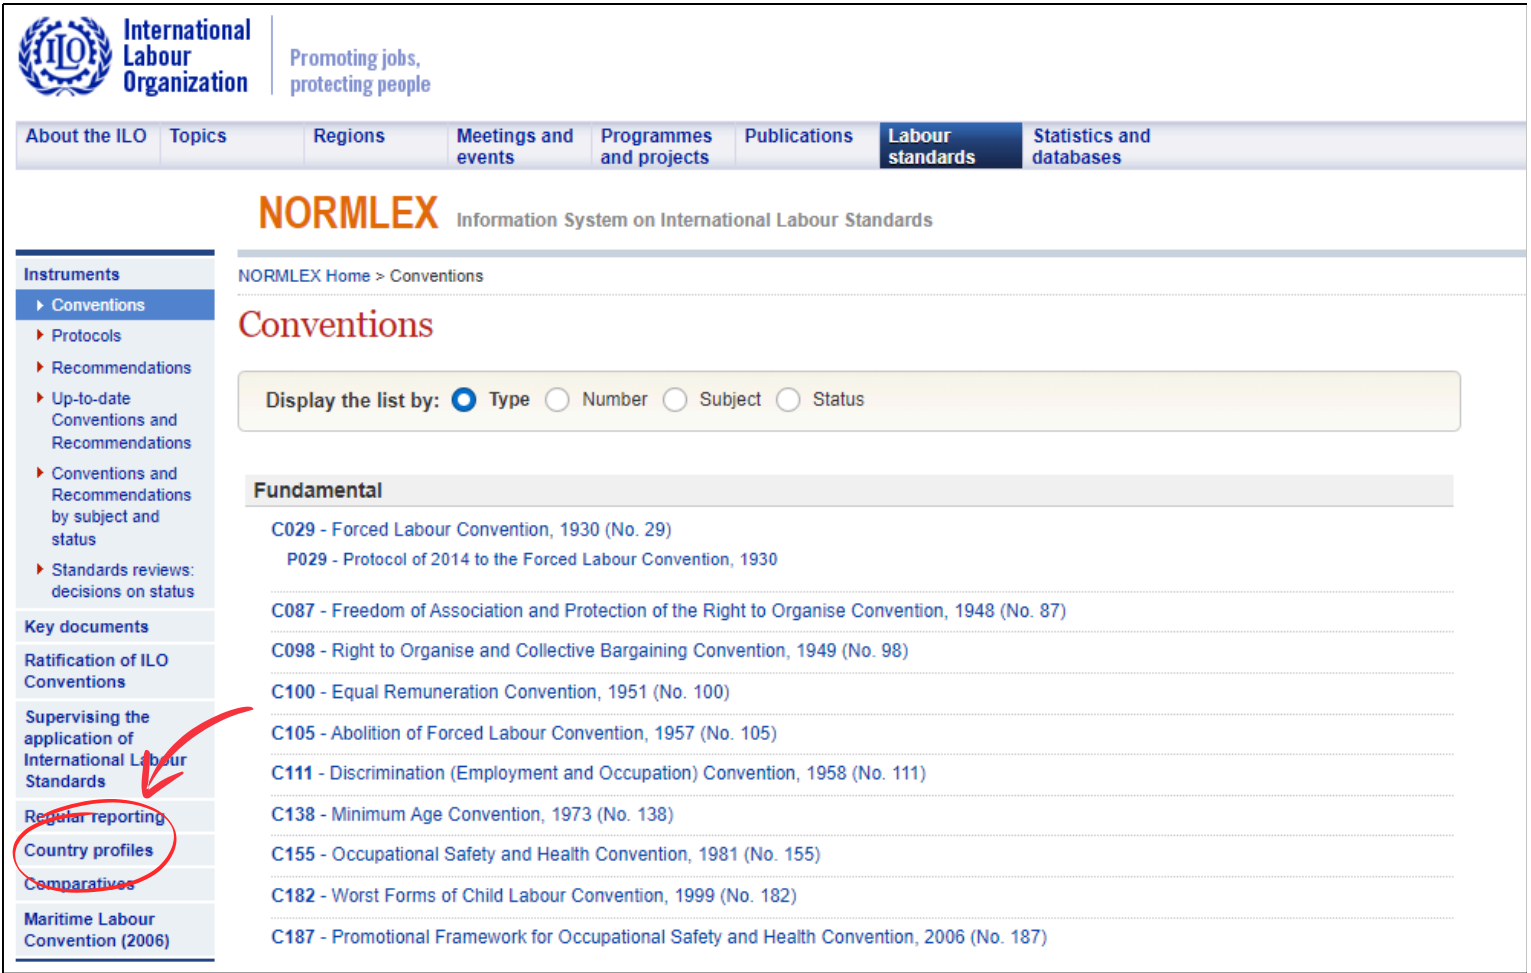 International
Labour
Organization
Promoting jobs,
protecting people
ILO
About the ILO
Topics
Regions
Meetings and
events
Programmes
and projects
Publications
Labour
standards
Statistics and
databases
NORMLEX Information System on International Labour Standards
Instruments
Conventions
Protocols
Recommendations
Up-to-date
Conventions and
Recommendations
Conventions and
Recommendations
by subject and
status
Standards reviews:
decisions on status
Key documents
Ratification of ILO
Conventions
Supervising the
application of
International Labour
Standards
Regular reporting
Country profiles
Comparatives
Maritime Labour
Convention (2006)
NORMLEX Home > Conventions
Conventions
Display the list by: Type Number Subject Status
Fundamental
C029 - Forced Labour Convention, 1930 (No. 29)
P029 - Protocol of 2014 to the Forced Labour Convention, 1930
C087 - Freedom of Association and Protection of the Right to Organise Convention, 1948 (No. 87)
C098 - Right to Organise and Collective Bargaining Convention, 1949 (No. 98)
C100 - Equal Remuneration Convention, 1951 (No. 100)
C105 - Abolition of Forced Labour Convention, 1957 (No. 105)
C111 - Discrimination (Employment and Occupation) Convention, 1958 (No. 111)
C138 - Minimum Age Convention, 1973 (No. 138)
C155 - Occupational Safety and Health Convention, 1981 (No. 155)
C182 - Worst Forms of Child Labour Convention, 1999 (No. 182)
C187 - Promotional Framework for Occupational Safety and Health Convention, 2006 (No. 187)